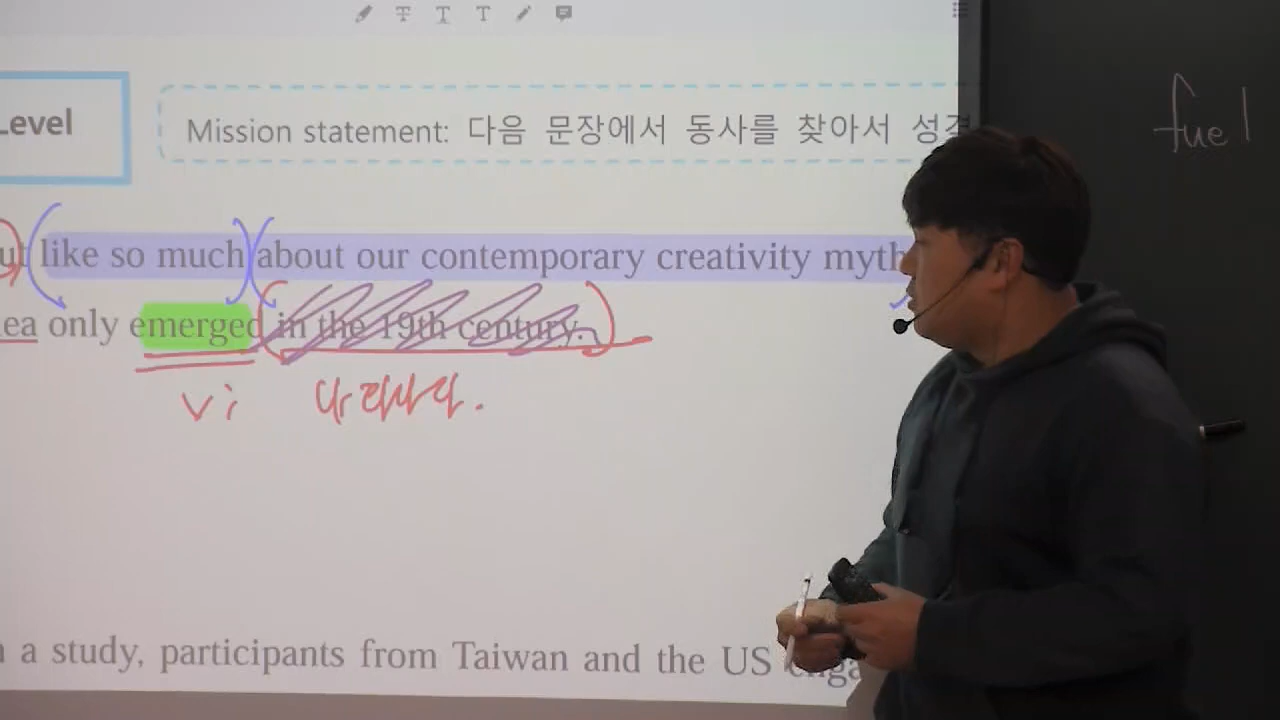 Level
Mission statement: 다음 문장에서 동사를 찾아서 성격
fuel
like so much about our contemporary creativity myth
only emerged in the 19th century.
vi 나타나다.
a study, participants from Taiwan and the US